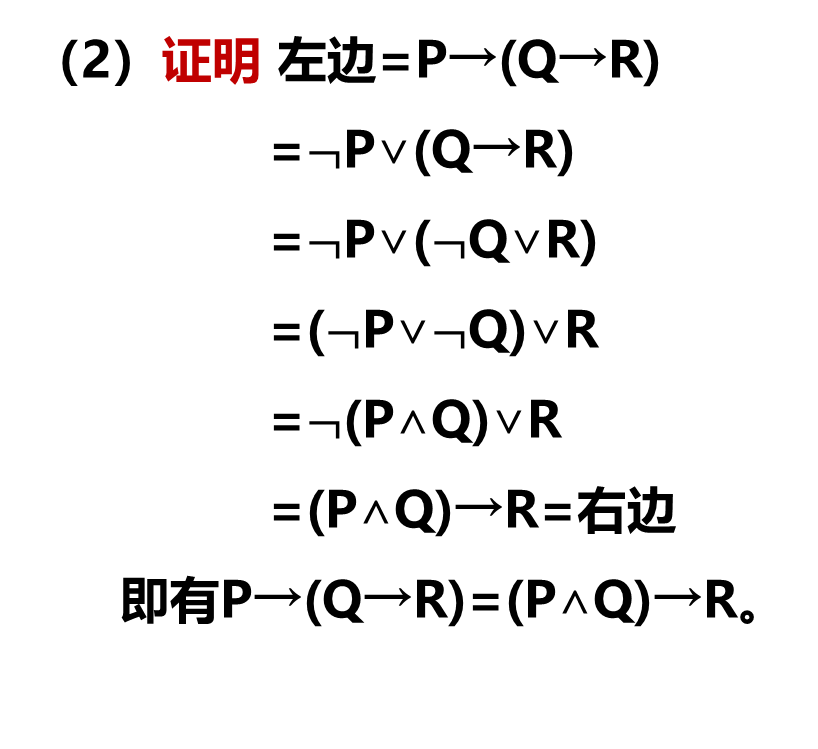 (2) 证明 左边=P→(Q→R)
=¬P∨(Q→R)
=¬P∨(¬Q∨R)
=(¬P∨¬Q)∨R
=¬(P∧Q)∨R
=(P∧Q)→R=右边
即有P→(Q→R)=(P∧Q)→R。